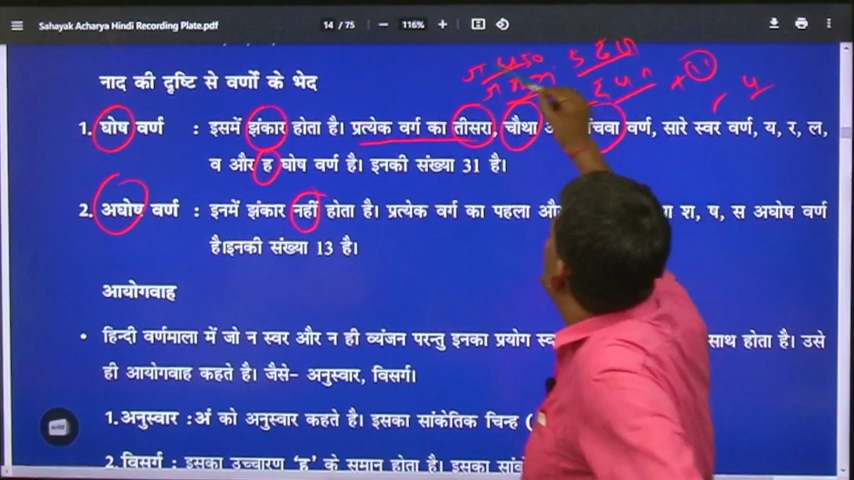 Sahayak Acharya Hindi Recording Plate.pdf 14 / 75 - 116% +
नाद की दृष्टि से वर्णों के भेद
1. घोष वर्ण : इसमें झंकार होता है। प्रत्येक वर्ग का तीसरा, चौथा वर्ण, सारे स्वर वर्ण, य, र, ल,
व और ह घोष वर्ण है। इनकी संख्या 31 है।
2. अघोष वर्ण : इनमें झंकार नहीं होता है। प्रत्येक वर्ग का पहला श, ष, स अघोष वर्ण
है।इनकी संख्या 13 है।
आयोगवाह
• हिन्दी वर्णमाला में जो न स्वर और न ही व्यंजन परन्तु इनका प्रयोग साथ होता है। उसे
ही आयोगवाह कहते है। जैसे– अनुस्वार, विसर्ग।
1. अनुस्वार : अं को अनुस्वार कहते है। इसका सांकेतिक चिन्ह (
2. विसर्ग : इसका उच्चारण 'ह' के समान होता है। इसका